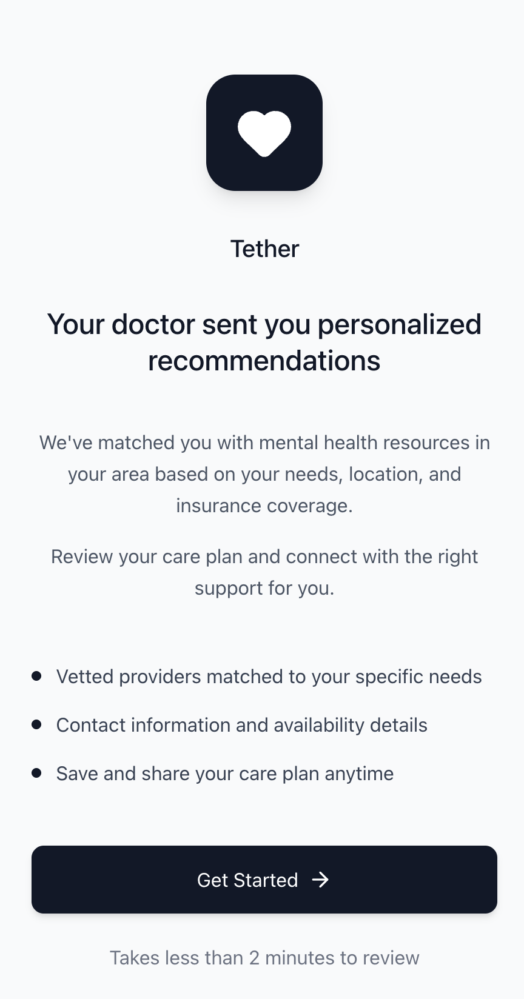 Tether
Your doctor sent you personalized
recommendations
We've matched you with mental health resources in
your area based on your needs, location, and
insurance coverage.
Review your care plan and connect with the right
support for you.
Vetted providers matched to your specific needs
Contact information and availability details
Save and share your care plan anytime
Get Started →
Takes less than 2 minutes to review